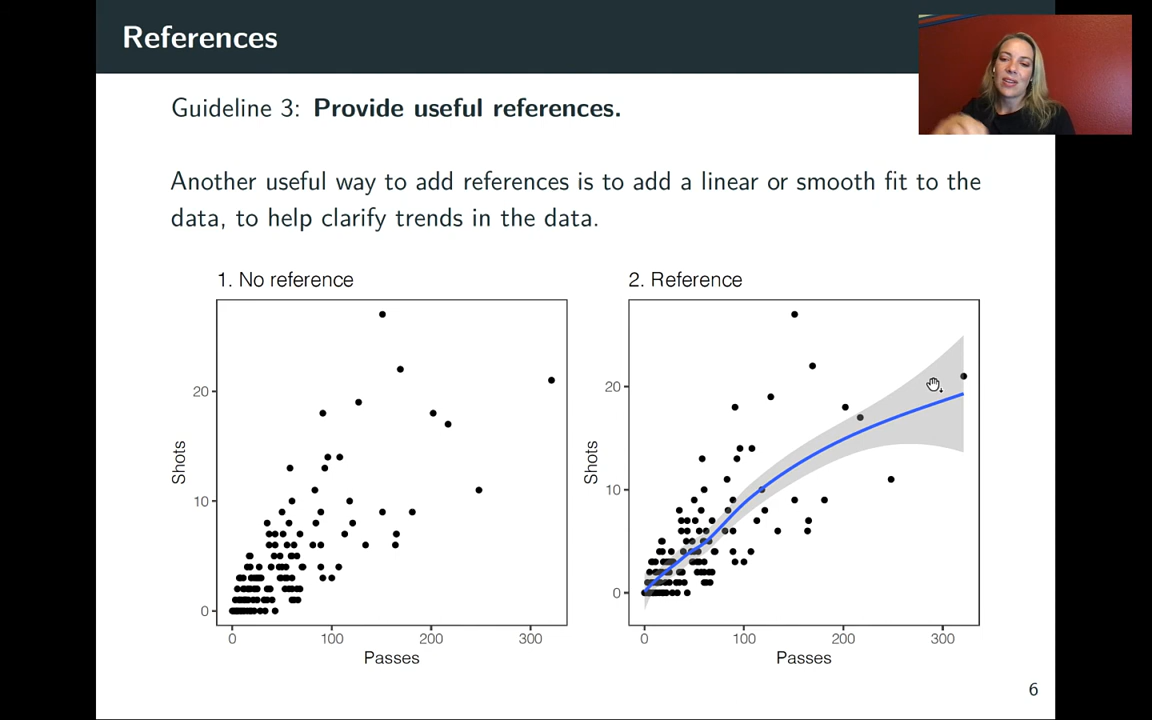 References
Guideline 3: Provide useful references.
Another useful way to add references is to add a linear or smooth fit to the
data, to help clarify trends in the data.
1. No reference
Shots
20
10
0
0 100 200 300
Passes
2. Reference
Shots
20
10
0
0 100 200 300
Passes
6